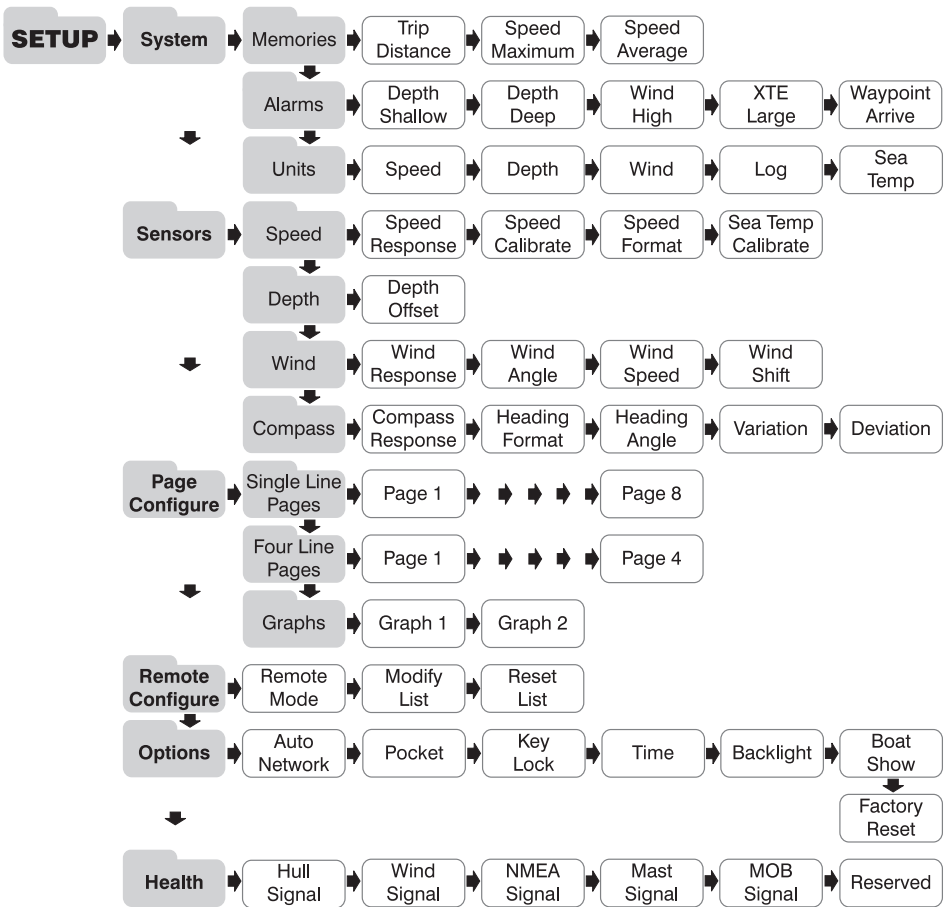 SETUP System Memories Trip Distance Speed Maximum Speed Average
Alarms Depth Shallow Depth Deep Wind High XTE Large Waypoint Arrive
Units Speed Depth Wind Log Sea Temp
Sensors Speed Speed Response Speed Calibrate Speed Format Sea Temp Calibrate
Depth Depth Offset
Wind Wind Response Wind Angle Wind Speed Wind Shift
Compass Compass Response Heading Format Heading Angle Variation Deviation
Page Configure Single Line Pages Page 1 Page 8
Four Line Pages Page 1 Page 4
Graphs Graph 1 Graph 2
Remote Configure Remote Mode Modify List Reset List
Options Auto Network Pocket Key Lock Time Backlight Boat Show
Factory Reset
Health Hull Signal Wind Signal NMEA Signal Mast Signal MOB Signal Reserved